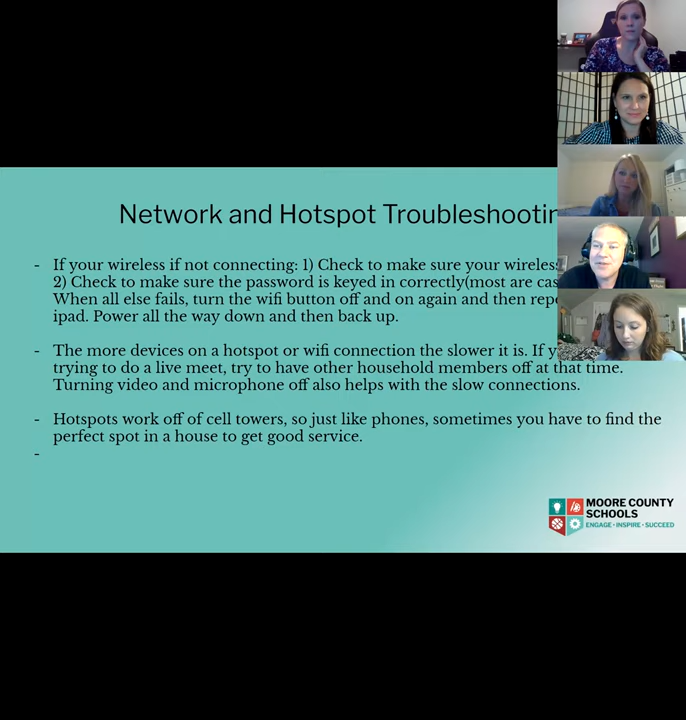 Network and Hotspot Troubleshootin
- If your wireless if not connecting: 1) Check to make sure your wireles
2) Check to make sure the password is keyed in correctly(most are cas
When all else fails, turn the wifi button off and on again and then rep
ipad. Power all the way down and then back up.
- The more devices on a hotspot or wifi connection the slower it is. If y
trying to do a live meet, try to have other household members off at that time.
Turning video and microphone off also helps with the slow connections.
- Hotspots work off of cell towers, so just like phones, sometimes you have to find the
perfect spot in a house to get good service.
-
MOORE COUNTY
SCHOOLS
ENGAGE • INSPIRE • SUCCEED